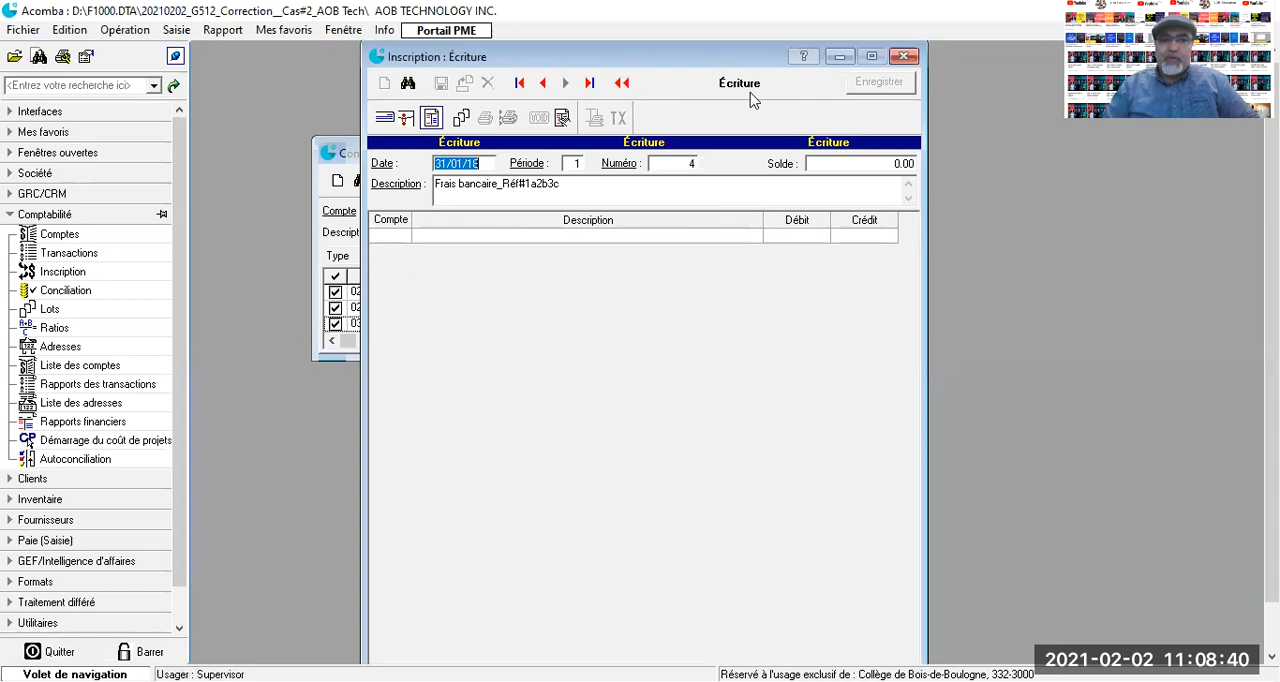 Acomba : D:\F1000.DTA\20210202_G512_Correction__Cas#2_AOB Tech\ AOB TECHNOLOGY INC.
Fichier Edition Opération Saisie Rapport Mes favoris Fenêtre Info Portail PME
Inscription : Écriture
Écriture Enregistrer
<Entrez votre recherche ici>
Interfaces
Mes favoris
Fenêtres ouvertes
Société
GRC/CRM
Comptabilité
Comptes
Transactions
Inscription
Conciliation
Lots
Ratios
Adresses
Liste des comptes
Rapports des transactions
Liste des adresses
Rapports financiers
Démarrage du coût de projets
Autoconciliation
Clients
Inventaire
Fournisseurs
Paie (Saisie)
GEF/Intelligence d'affaires
Formats
Traitement différé
Utilitaires
Quitter Barrer
Compte
Type
Écriture Écriture Écriture
Date : 31/01/18 Période : 1 Numéro : 4 Solde : 0.00
Description : Frais bancaire_Réf#1a2b3c
Compte Description Débit Crédit
2021-02-02 11:08:40
Volet de navigation Usager : Supervisor Réservé à l'usage exclusif de : Collège de Bois-de-Boulogne, 332-3000